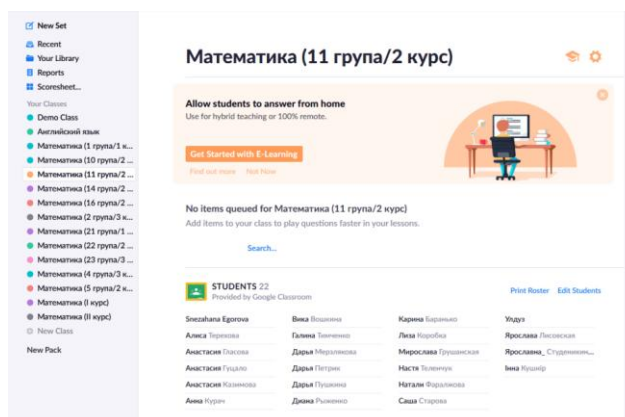 New Set
Recent
Your Library
Reports
Scoresheet...
Your Classes
Demo Class
Английский язык
Математика (1 група/1 к...
Математика (10 група/2 ...
Математика (11 група/2 ...
Математика (14 група/2 ...
Математика (16 група/2 ...
Математика (2 група/3 к...
Математика (21 група/1 ...
Математика (22 група/2 ...
Математика (23 група/3 ...
Математика (4 група/3 к...
Математика (5 група/2 к...
Математика (I курс)
Математика (II курс)
New Class
New Pack
Математика (11 група/2 курс)
Allow students to answer from home
Use for hybrid teaching or 100% remote.
Get Started with E-Learning
Find out more Not Now
No items queued for Математика (11 група/2 курс)
Add items to your class to play questions faster in your lessons.
Search...
STUDENTS 22
Provided by Google Classroom
Print Roster Edit Students
Snezahana Egorova Вика Вошкина Карина Баранько Улдуз
Алиса Терехова Галина Тимченко Лиза Коробка Ярослава Лисовская
Анастасия Гласова Дарья Мерзлякова Мирослава Грушанская Ярославна_
Анастасия Гуцало Дарья Петрик Настя Теленчук Інна Кушнір
Анастасия Казимова Дарья Пушкина Натали Фаралжова
Анна Курач Диана Рыженко Саша Старова